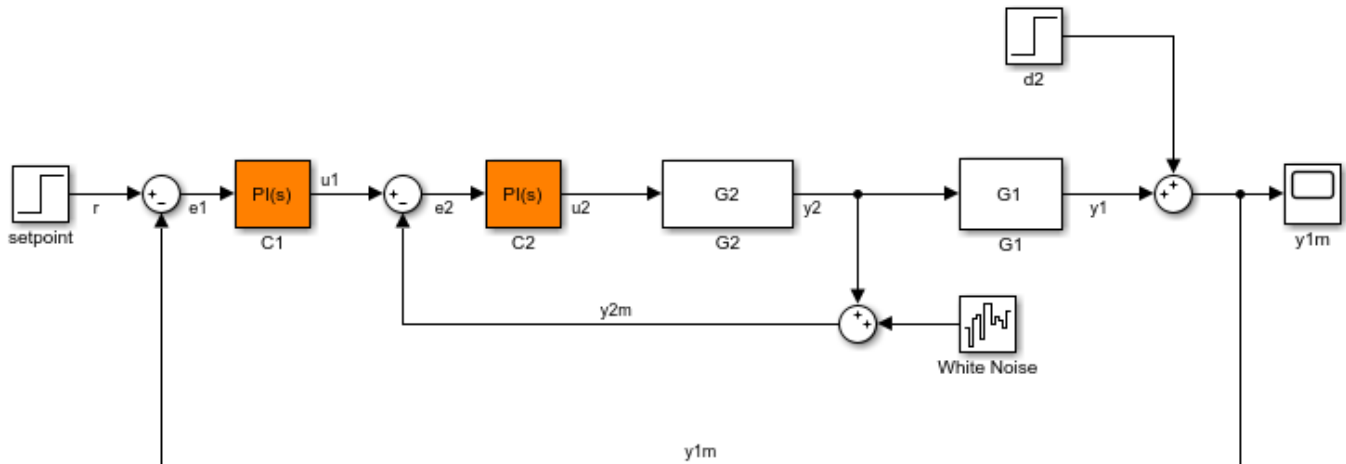 d2
setpoint
r
+
−
e1
PI(s)
C1
u1
+
−
e2
PI(s)
C2
u2
G2
G2
y2
G1
G1
y1
+
+
y1m
y2m
+
+
White Noise
y1m